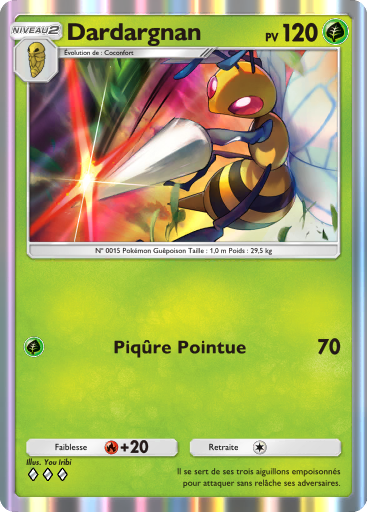 NIVEAU 2
Dardargnan
PV 120
Évolution de : Coconfort
N° 0015 Pokémon Guêpoison Taille : 1,0 m Poids : 29,5 kg
Piqûre Pointue 70
Faiblesse +20 Retraite
Illus. You Iribi
Il se sert de ses trois aiguillons empoisonnés
pour attaquer sans relâche ses adversaires.